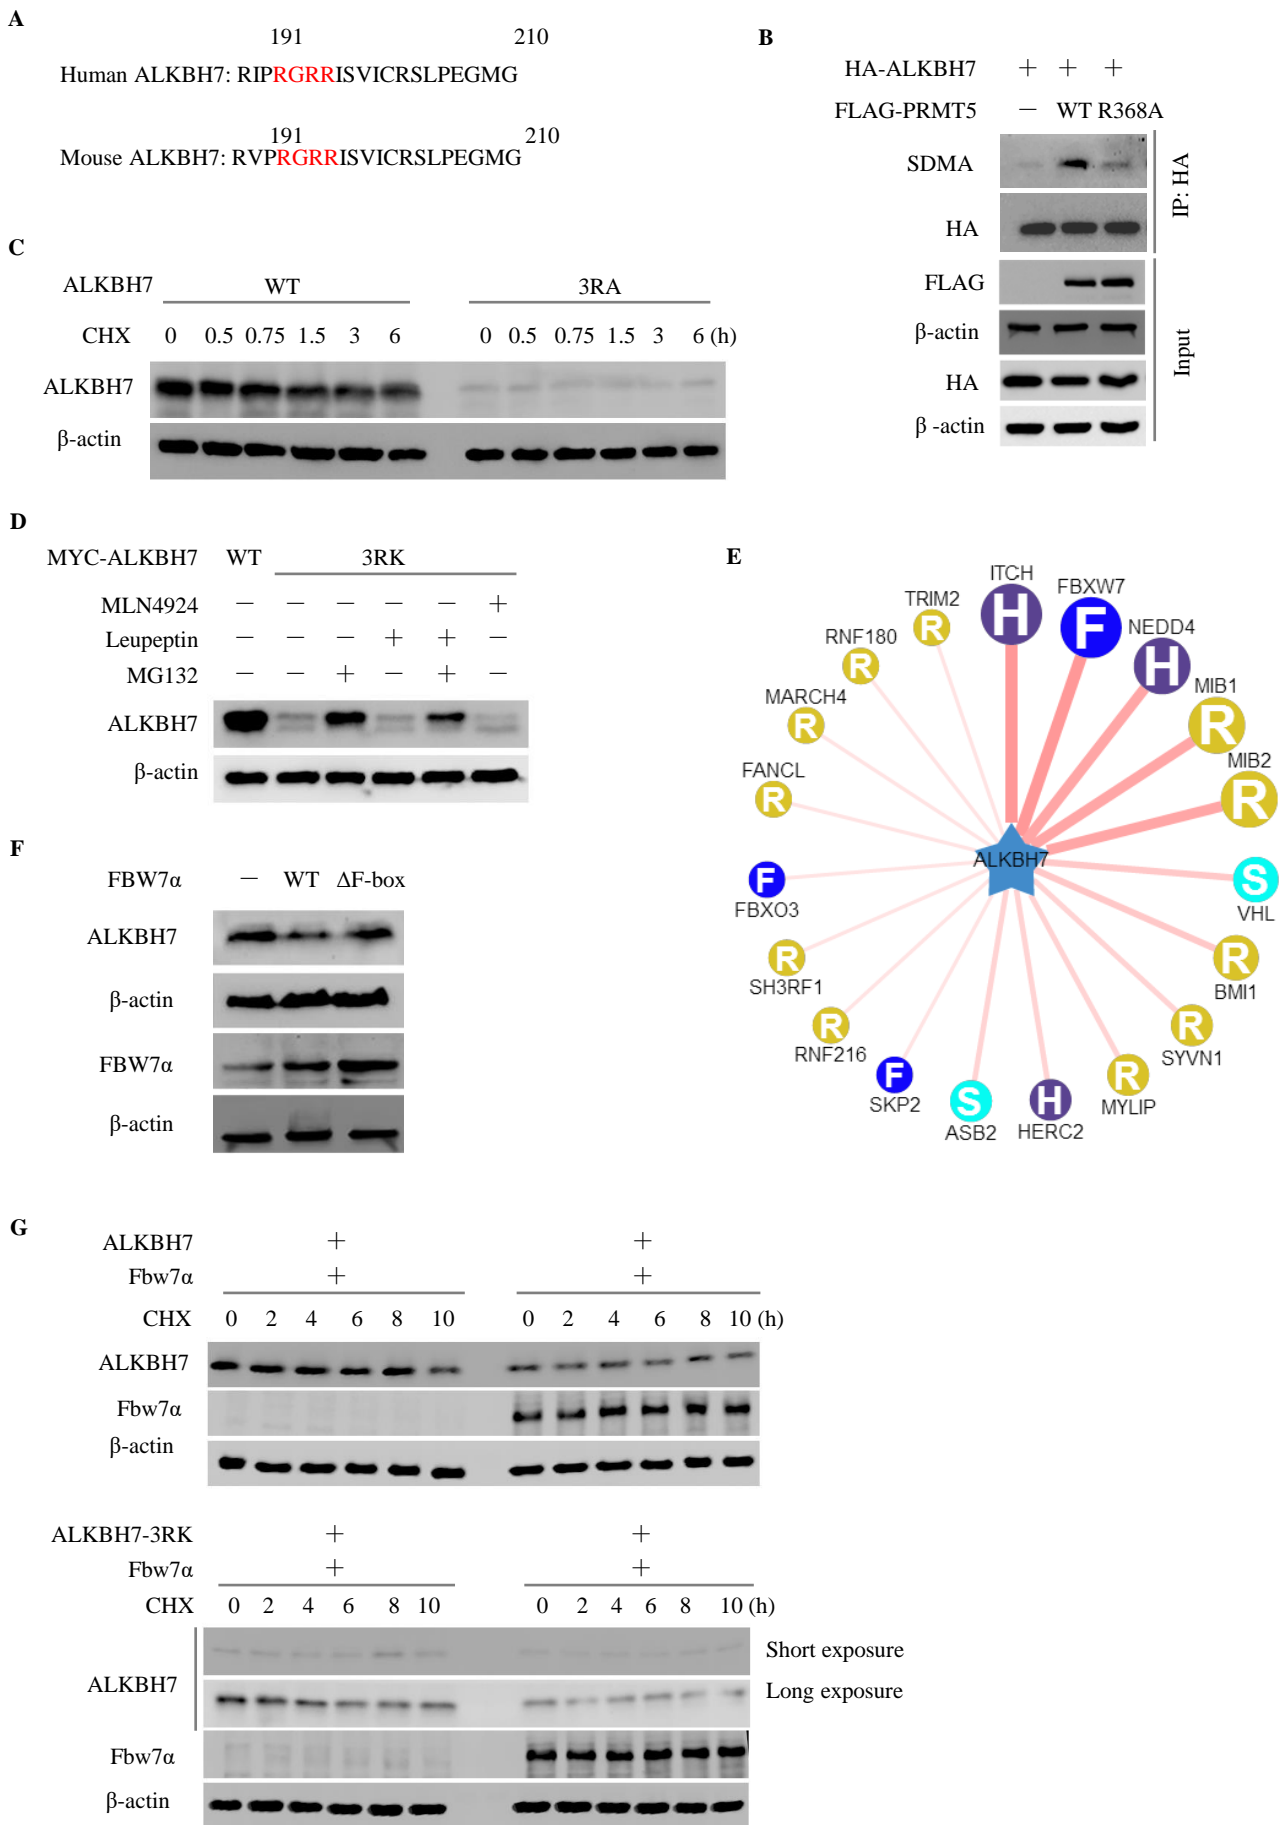 A
191 210
Human ALKBH7: RIPRGRRISVICRSLPEGMG
191 210
Mouse ALKBH7: RVPRGRRISVICRSLPEGMG
B
HA-ALKBH7 + + +
FLAG-PRMT5 — WT R368A
SDMA
HA
IP: HA
FLAG
β-actin
HA
β -actin
Input
C
ALKBH7 WT 3RA
CHX 0 0.5 0.75 1.5 3 6 0 0.5 0.75 1.5 3 6 (h)
ALKBH7
β-actin
D
MYC-ALKBH7 WT 3RK
MLN4924 — — — — — +
Leupeptin — — — + + —
MG132 — — + — + —
ALKBH7
β-actin
E
ITCH
H
FBXW7
F
NEDD4
H
MIB1
R
MIB2
R
S
VHL
R
BMI1
R
SYVN1
R
MYLIP
H
HERC2
S
ASB2
F
SKP2
R
RNF216
R
SH3RF1
F
FBXO3
FANCL
R
MARCH4
R
RNF180
R
TRIM2
R
ALKBH7
F
FBW7α — WT ΔF-box
ALKBH7
β-actin
FBW7α
β-actin
G
ALKBH7 + +
Fbw7α + +
CHX 0 2 4 6 8 10 0 2 4 6 8 10 (h)
ALKBH7
Fbw7α
β-actin
ALKBH7-3RK + +
Fbw7α + +
CHX 0 2 4 6 8 10 0 2 4 6 8 10 (h)
Short exposure
ALKBH7
Long exposure
Fbw7α
β-actin